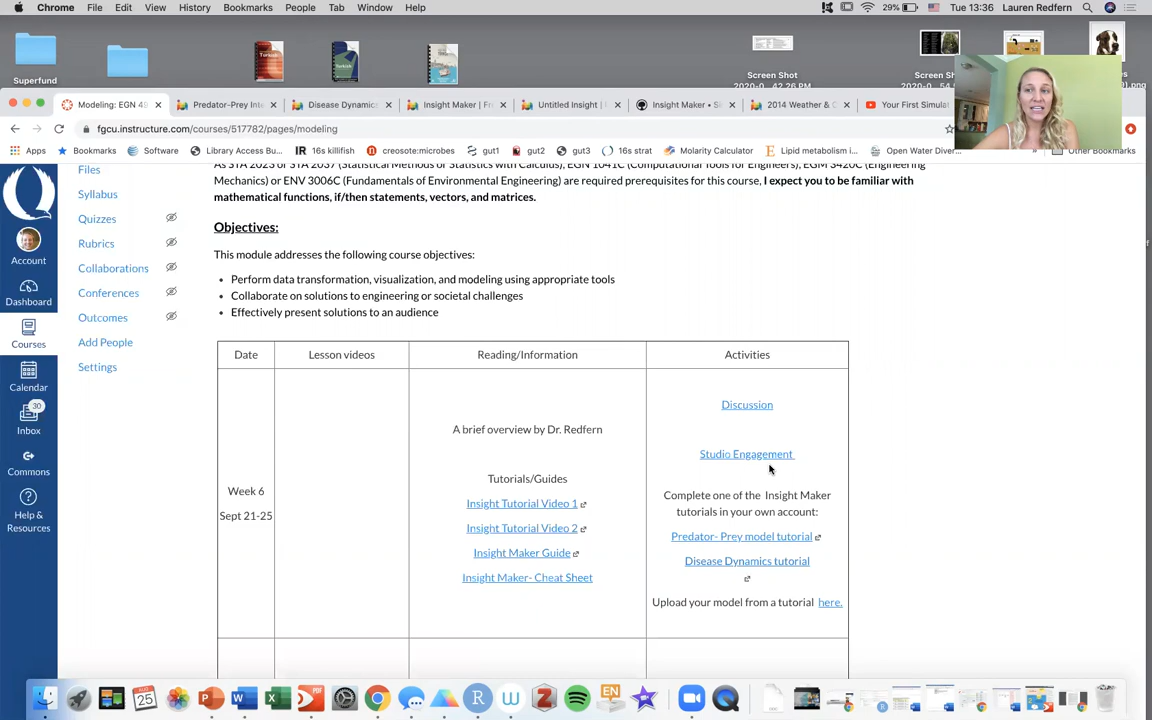 Chrome File Edit View History Bookmarks People Tab Window Help 29% Tue 13:36 Lauren Redfern
Superfund
Turkish
Turkish
Screen Shot
2020-0
Screen
Modeling: EGN 4
Predator-Prey Int
Disease Dynamic
Insight Maker | Fr
Untitled Insight |
Insight Maker • Si
2014 Weather & C
Your First Simulat
fgcu.instructure.com/courses/517782/pages/modeling
Apps Bookmarks Software Library Access Bu... IR 16s killifish creosote:microbes gut1 gut2 gut3 16s strat Molarity Calculator Lipid metabolism i... Open Water Diver... » Other Bookmarks
As STA 2023 or STA 2037 (Statistical Methods or Statistics with Calculus), EGN 1041C (Computational Tools for Engineers), EGM 3420C (Engineering
Mechanics) or ENV 3006C (Fundamentals of Environmental Engineering) are required prerequisites for this course, I expect you to be familiar with
mathematical functions, if/then statements, vectors, and matrices.
Account
Dashboard
Courses
Calendar
30
Inbox
Commons
Help &
Resources
Files
Syllabus
Quizzes
Rubrics
Collaborations
Conferences
Outcomes
Add People
Settings
Objectives:
This module addresses the following course objectives:
• Perform data transformation, visualization, and modeling using appropriate tools
• Collaborate on solutions to engineering or societal challenges
• Effectively present solutions to an audience
Date Lesson videos Reading/Information Activities
Week 6
Sept 21-25
A brief overview by Dr. Redfern
Tutorials/Guides
Insight Tutorial Video 1
Insight Tutorial Video 2
Insight Maker Guide
Insight Maker- Cheat Sheet
Discussion
Studio Engagement
Complete one of the Insight Maker
tutorials in your own account:
Predator- Prey model tutorial
Disease Dynamics tutorial
Upload your model from a tutorial here.